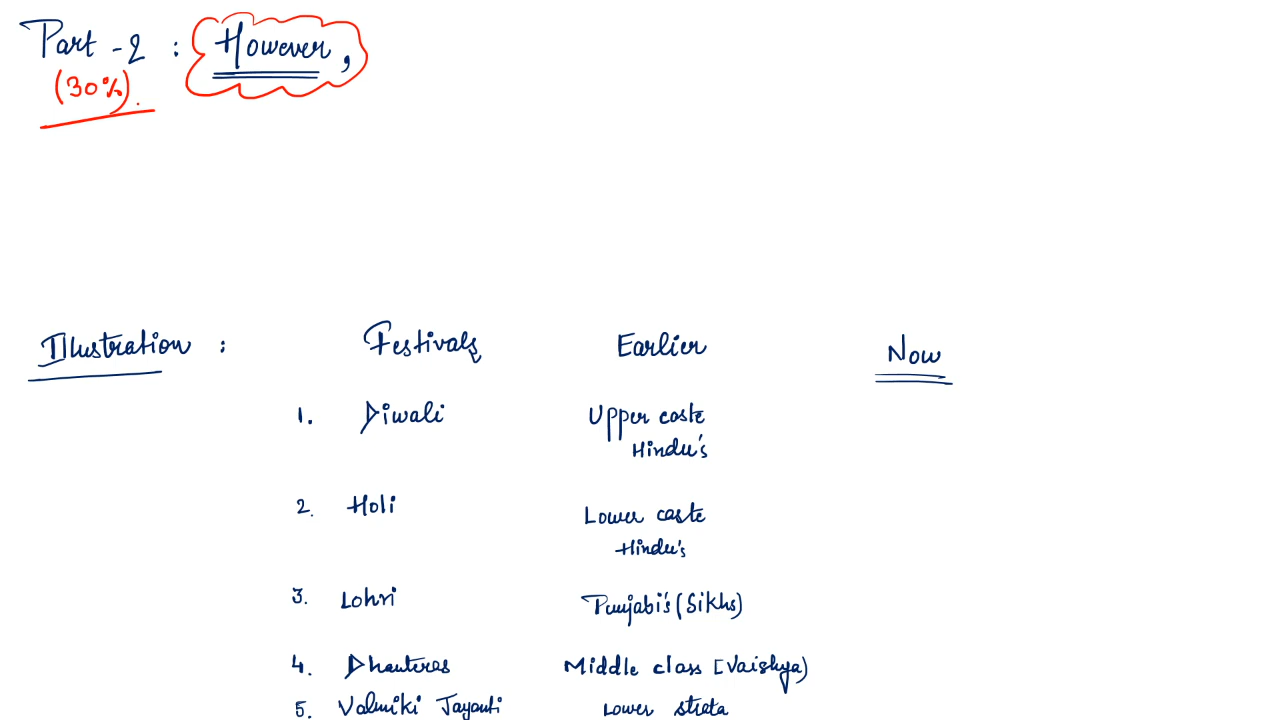 Part - 2 : However,
(30%).
Illustration : Festivals Earlier Now
1. Diwali Upper caste
Hindu's
2. Holi Lower caste
Hindu's
3. Lohri Punjabi's (Sikhs)
4. Dhanteras Middle class [Vaishya)
5. Valmiki Jayanti Lower streta